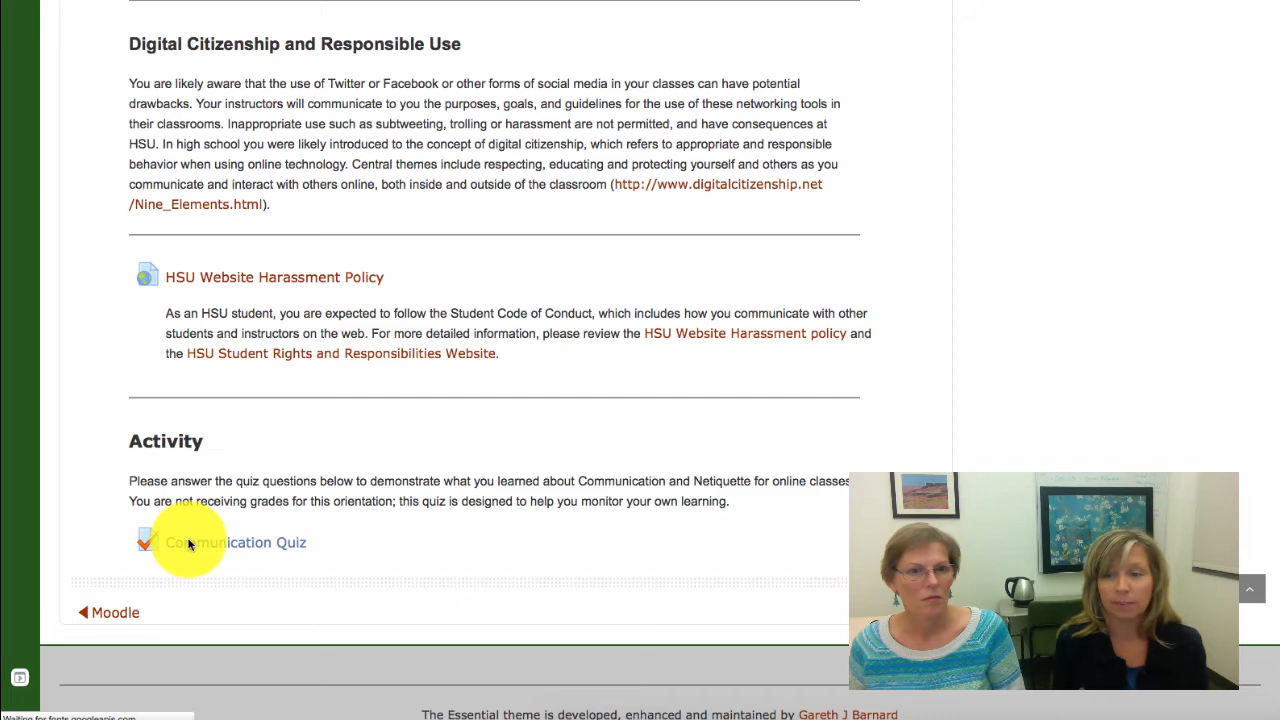 Digital Citizenship and Responsible Use
You are likely aware that the use of Twitter or Facebook or other forms of social media in your classes can have potential
drawbacks. Your instructors will communicate to you the purposes, goals, and guidelines for the use of these networking tools in
their classrooms. Inappropriate use such as subtweeting, trolling or harassment are not permitted, and have consequences at
HSU. In high school you were likely introduced to the concept of digital citizenship, which refers to appropriate and responsible
behavior when using online technology. Central themes include respecting, educating and protecting yourself and others as you
communicate and interact with others online, both inside and outside of the classroom (http://www.digitalcitizenship.net
/Nine_Elements.html).
HSU Website Harassment Policy
As an HSU student, you are expected to follow the Student Code of Conduct, which includes how you communicate with other
students and instructors on the web. For more detailed information, please review the HSU Website Harassment policy and
the HSU Student Rights and Responsibilities Website.
Activity
Please answer the quiz questions below to demonstrate what you learned about Communication and Netiquette for online classes
You are not receiving grades for this orientation; this quiz is designed to help you monitor your own learning.
Communication Quiz
Moodle
The Essential theme is developed, enhanced and maintained by Gareth J Barnard
Waiting for fonts.googleapis.com